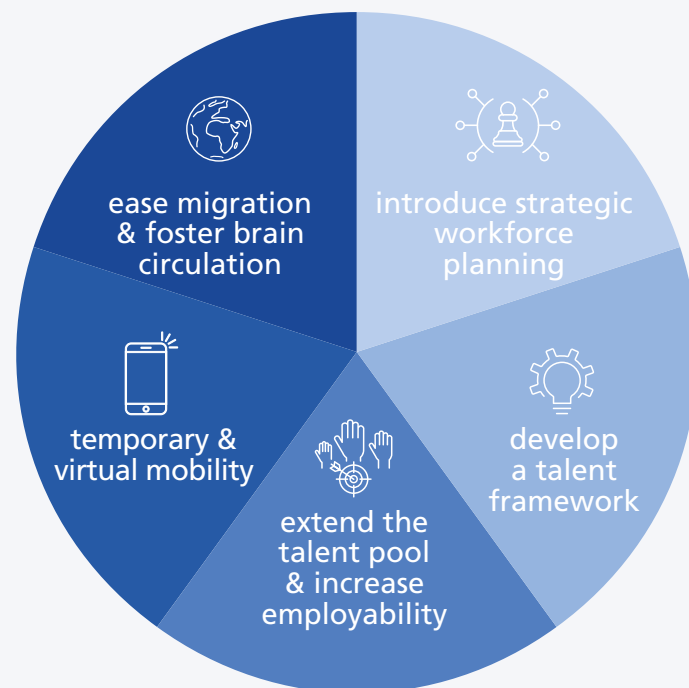 ease migration
& foster brain
circulation
introduce strategic
workforce
planning
temporary &
virtual mobility
develop
a talent
framework
extend the
talent pool
& increase
employability